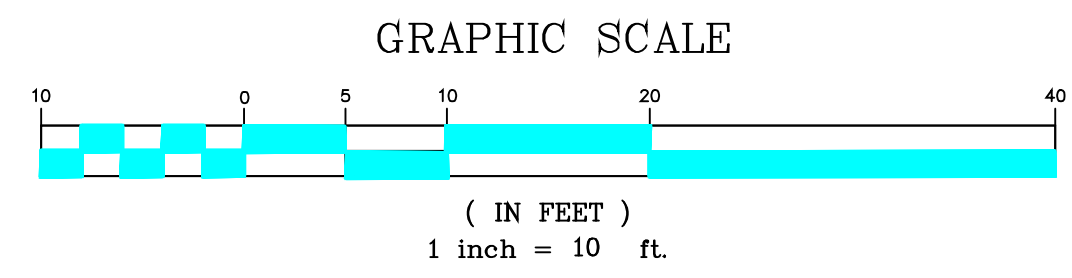 GRAPHIC SCALE
10 0 5 10 20 40
( IN FEET )
1 inch = 10 ft.